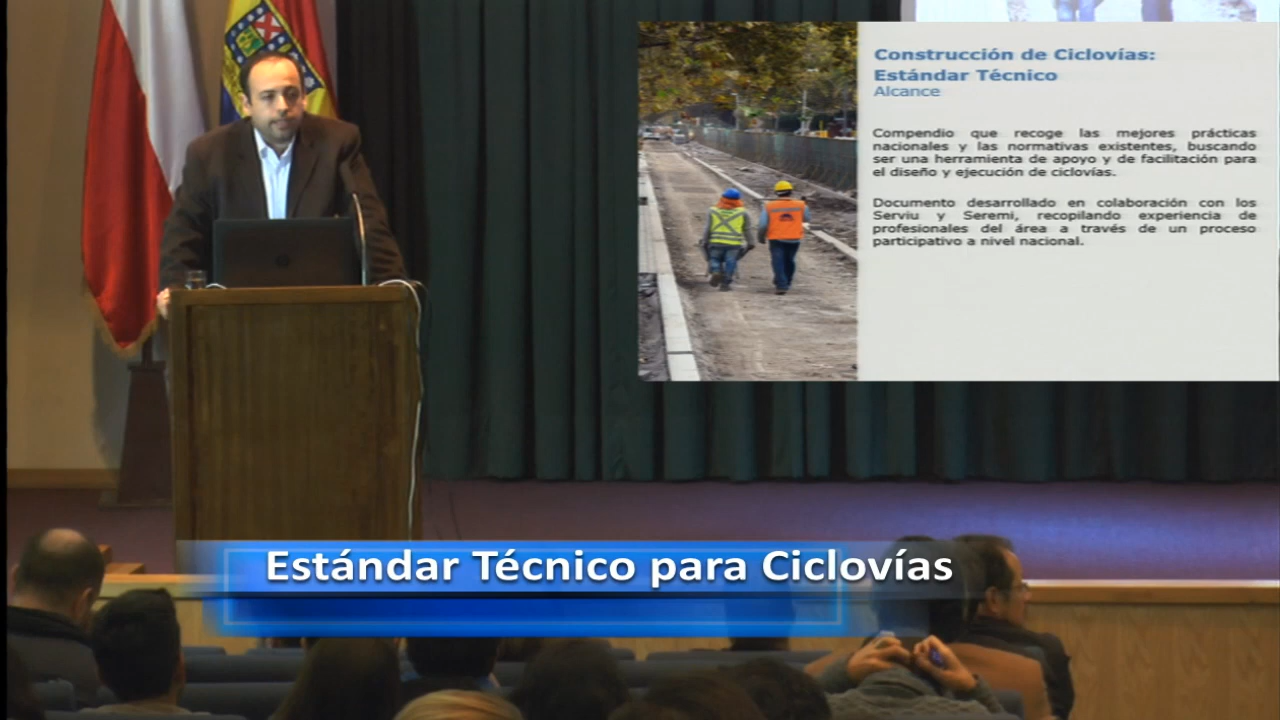 Construcción de Ciclovías:
Estándar Técnico
Alcance
Compendio que recoge las mejores prácticas
nacionales y las normativas existentes, buscando
ser una herramienta de apoyo y de facilitación para
el diseño y ejecución de ciclovías.
Documento desarrollado en colaboración con los
Serviu y Seremi, recopilando experiencia de
profesionales del área a través de un proceso
participativo a nivel nacional.
Estándar Técnico para Ciclovías